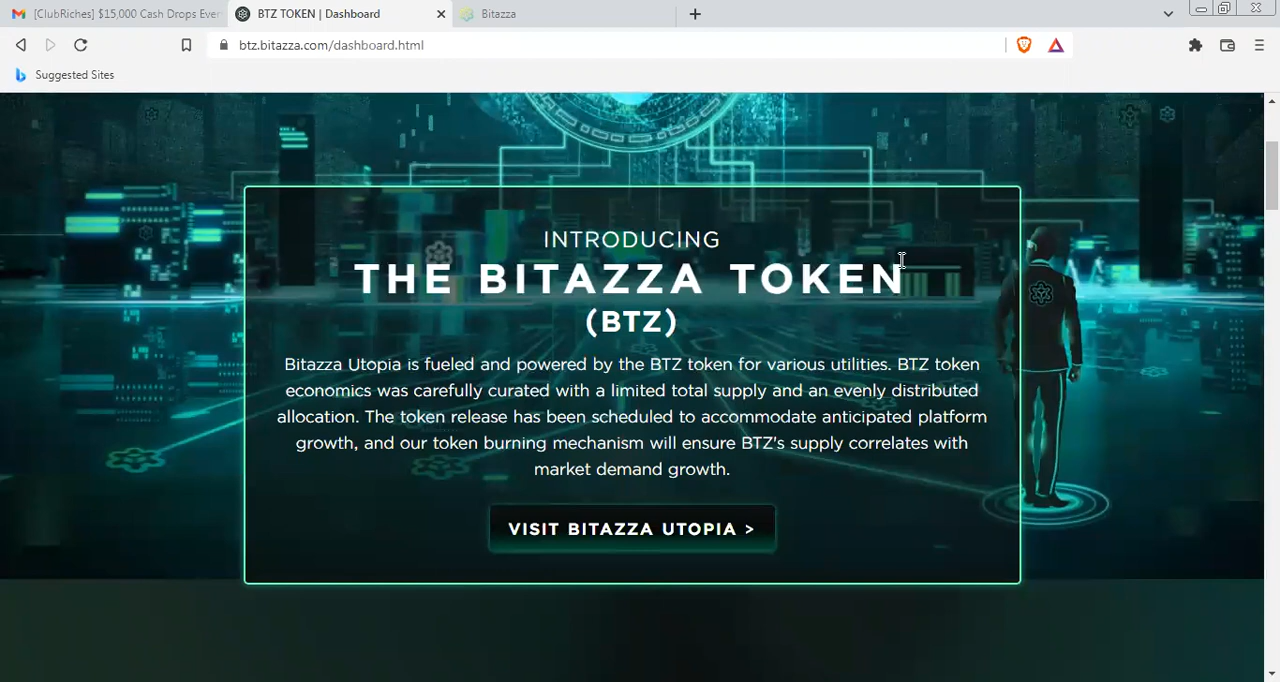 [ClubRiches] $15,000 Cash Drops Ever
BTZ TOKEN | Dashboard
Bitazza
btz.bitazza.com/dashboard.html
Suggested Sites
INTRODUCING
THE BITAZZA TOKEN
(BTZ)
Bitazza Utopia is fueled and powered by the BTZ token for various utilities. BTZ token
economics was carefully curated with a limited total supply and an evenly distributed
allocation. The token release has been scheduled to accommodate anticipated platform
growth, and our token burning mechanism will ensure BTZ's supply correlates with
market demand growth.
VISIT BITAZZA UTOPIA >